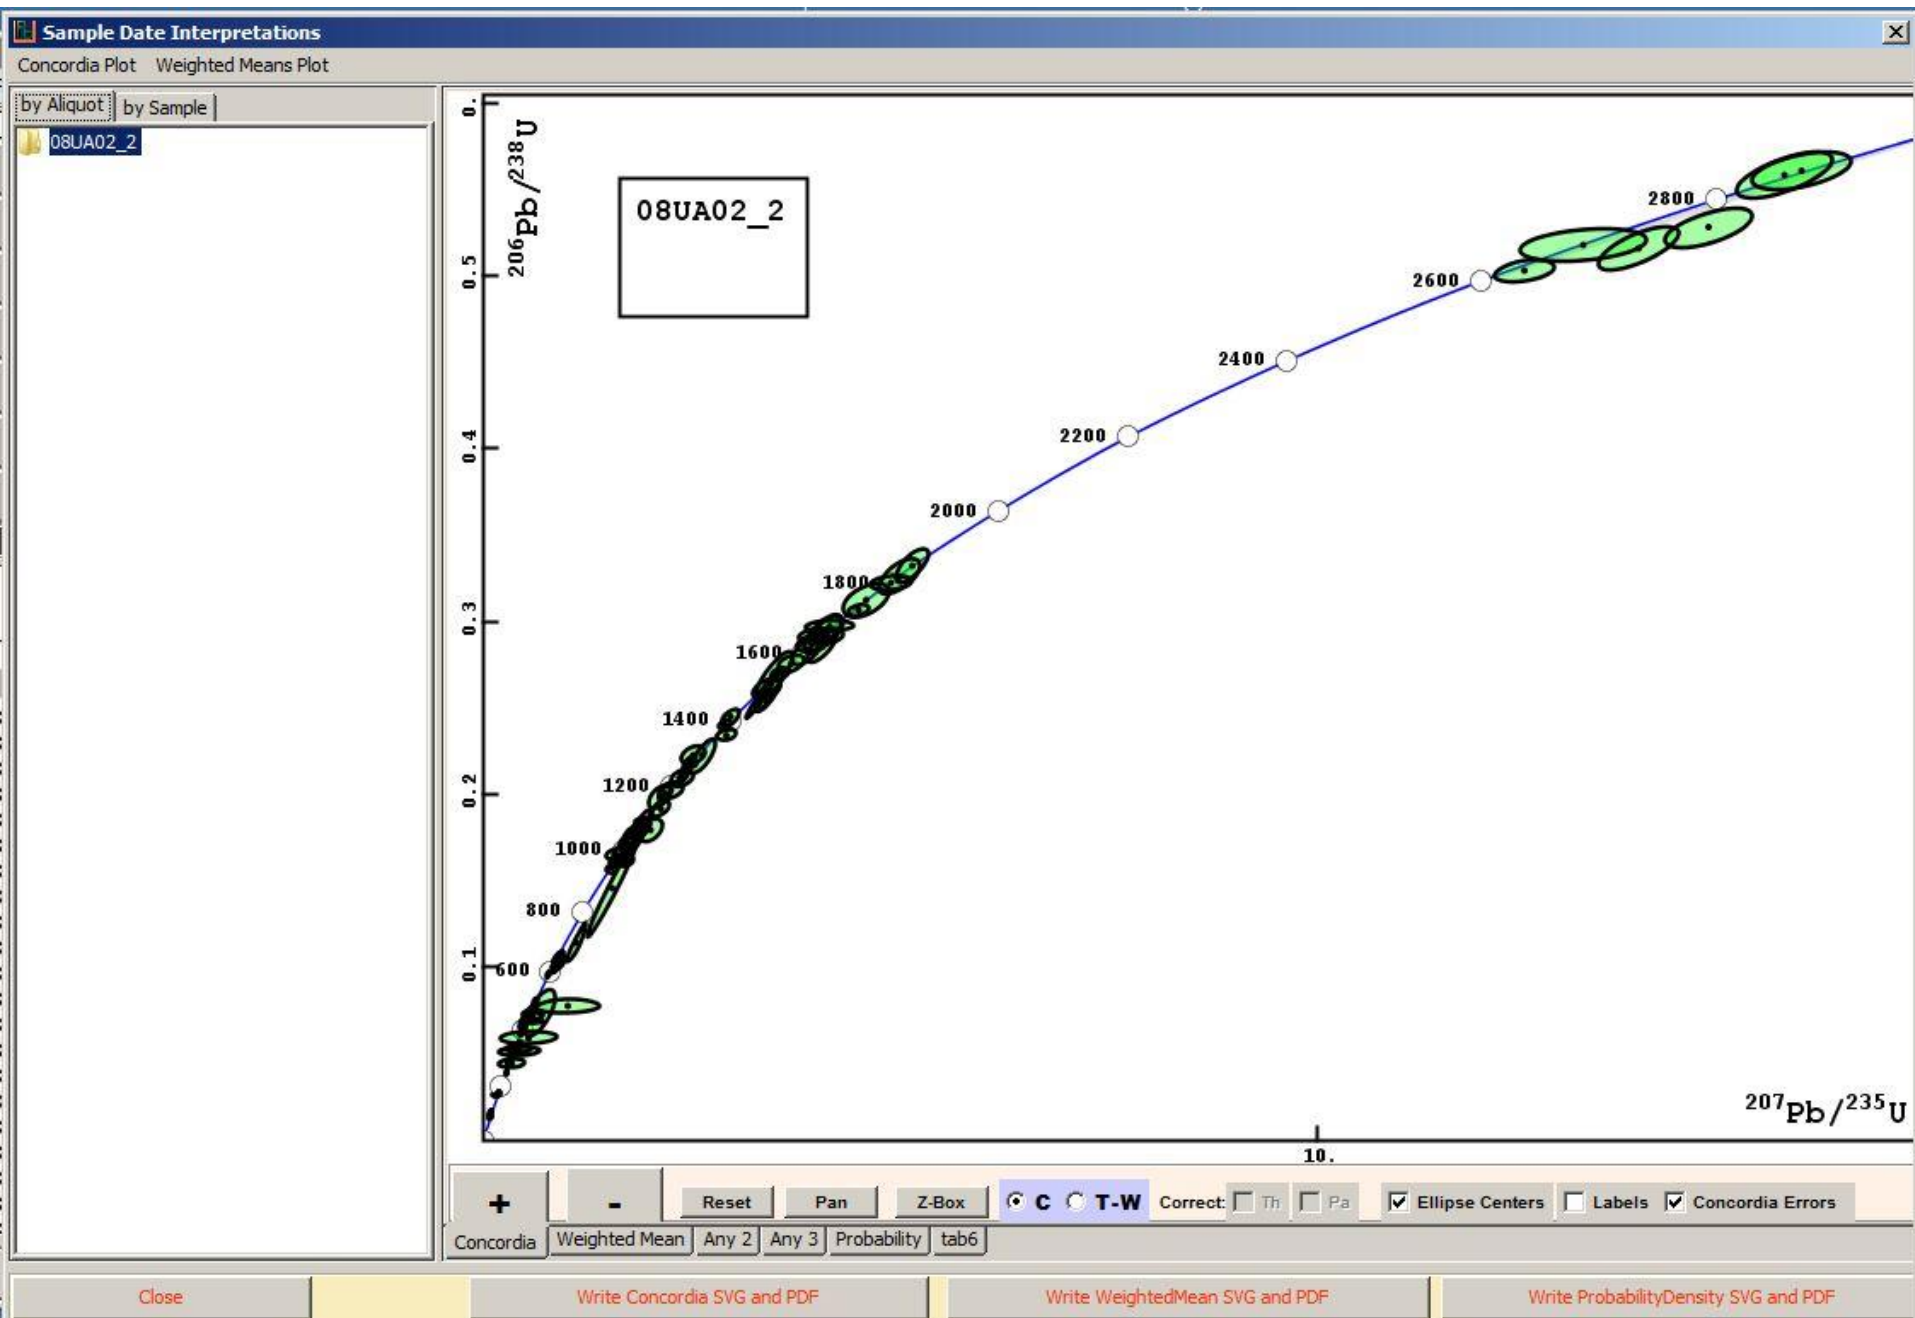 Sample Date Interpretations
Concordia Plot Weighted Means Plot
by Aliquot by Sample
08UA02_2
0.
206Pb/238U
08UA02_2
2800
0.5
2600
2400
2200
0.4
2000
1800
0.3
1600
1400
1200
0.2
1000
800
0.1
600
207Pb/235U
10.
+ - Reset Pan Z-Box C T-W Correct: Th Pa Ellipse Centers Labels Concordia Errors
Concordia Weighted Mean Any 2 Any 3 Probability tab6
Close Write Concordia SVG and PDF Write WeightedMean SVG and PDF Write ProbabilityDensity SVG and PDF